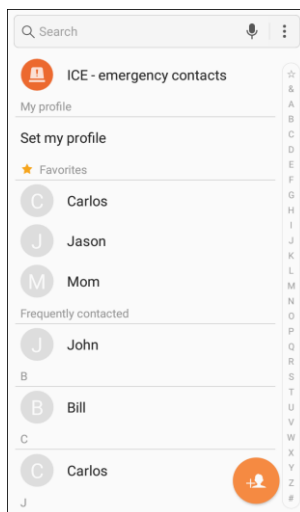 Search
ICE - emergency contacts
My profile
Set my profile
Favorites
C Carlos
J Jason
M Mom
Frequently contacted
J John
B
B Bill
C
C Carlos
J
&
A
B
C
D
E
F
G
H
I
J
K
L
M
N
O
P
Q
R
S
T
U
V
W
X
Y
Z
#